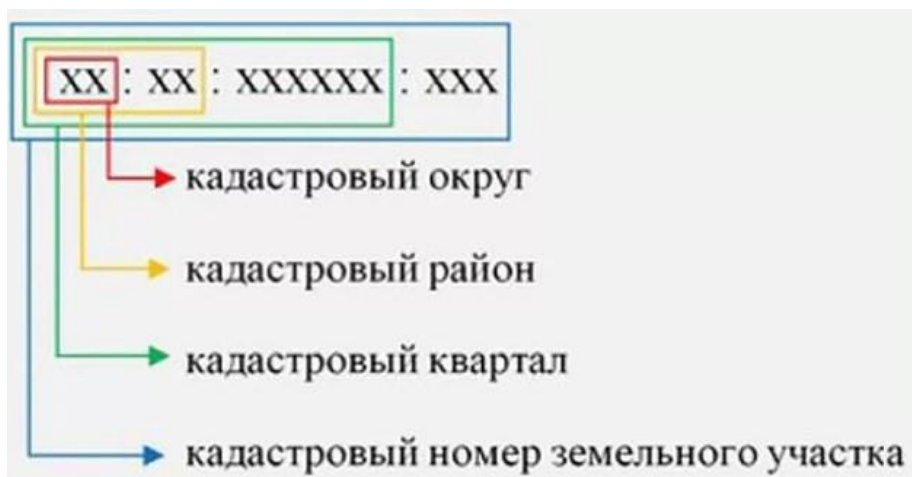 xx : xx : xxxxxx : xxx
кадастровый округ
кадастровый район
кадастровый квартал
кадастровый номер земельного участка